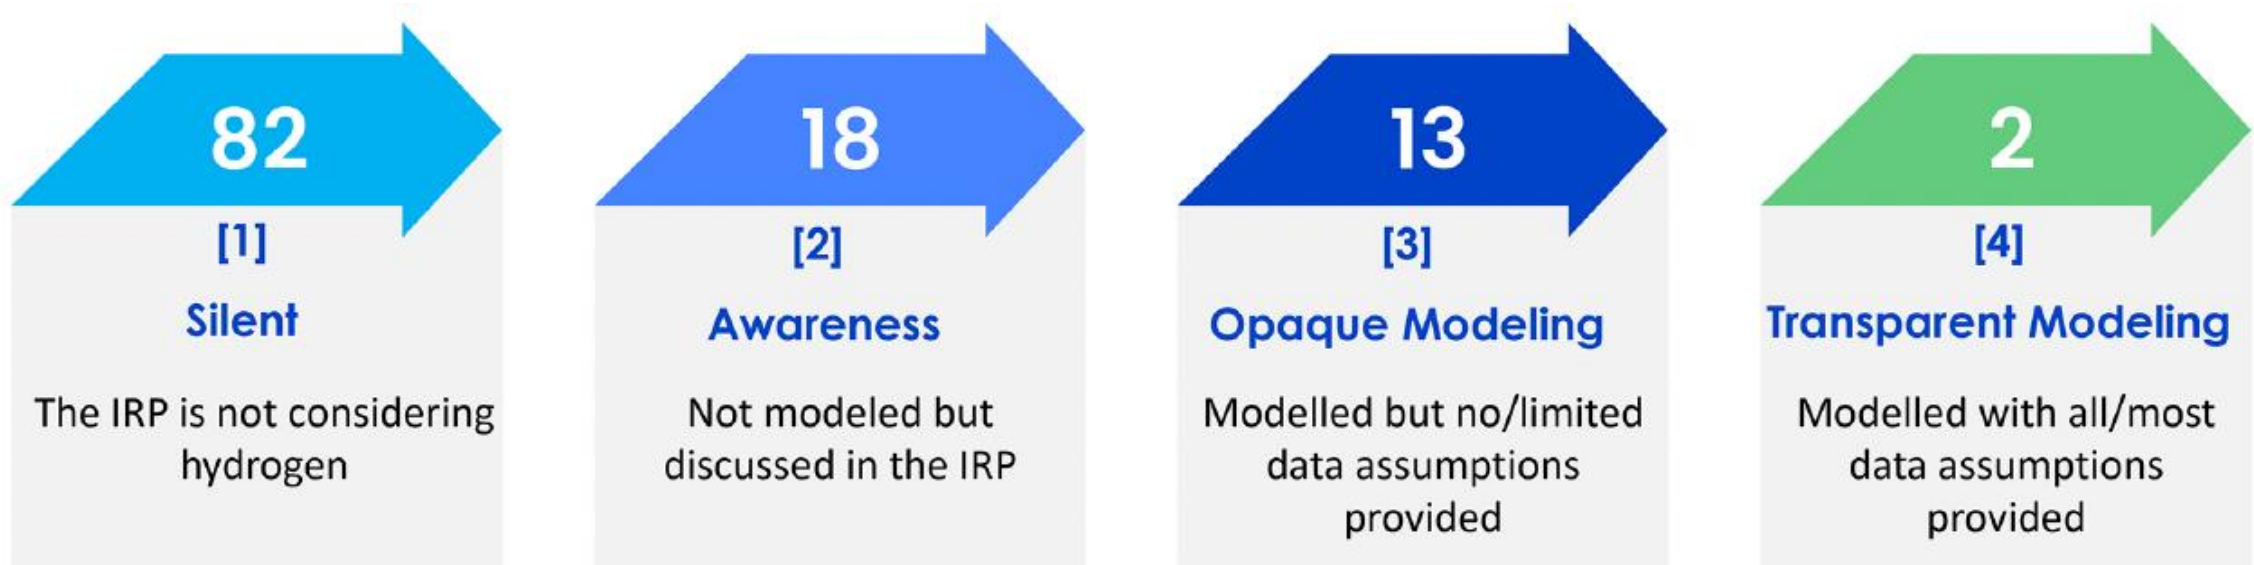 82
[1]
Silent
The IRP is not considering
hydrogen
18
[2]
Awareness
Not modeled but
discussed in the IRP
13
[3]
Opaque Modeling
Modelled but no/limited
data assumptions
provided
2
[4]
Transparent Modeling
Modelled with all/most
data assumptions
provided